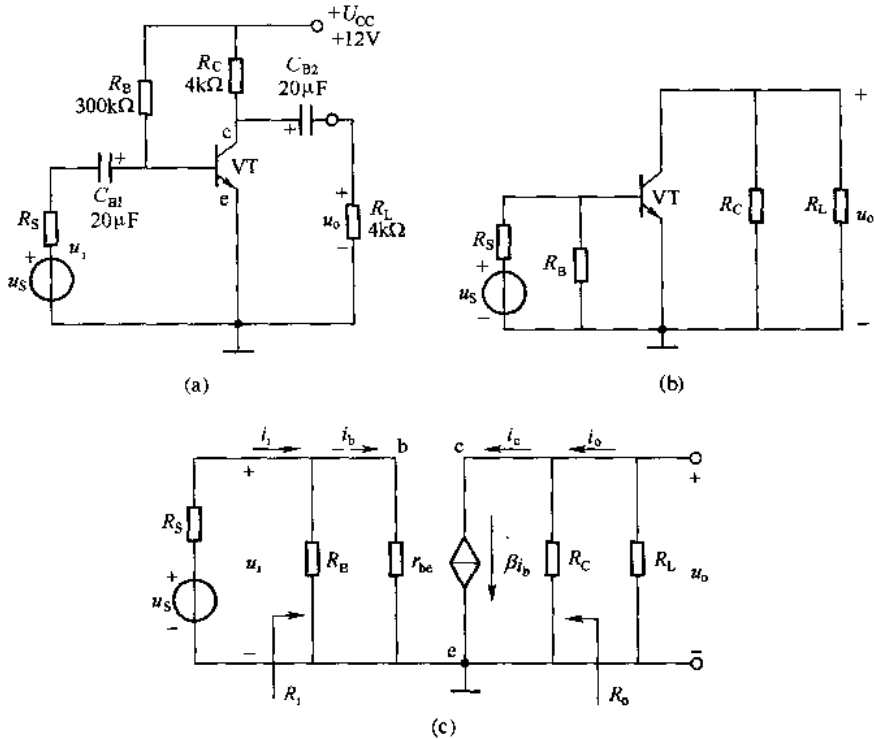 +U_CC
+12V
R_B
300kΩ
R_C
4kΩ
C_B2
20μF
+
c
VT
e
C_B1
20μF
+
R_S
u_i
+
u_S
+
u_o
−
R_L
4kΩ
(a)
R_S
+
u_S
−
R_B
VT
R_C
R_L
+
u_o
−
(b)
i_i
i_b
b
c
i_c
i_o
+
+
R_S
u_i
R_B
r_be
βi_b
R_C
R_L
u_o
+
u_S
−
−
e
−
R_i
R_o
(c)